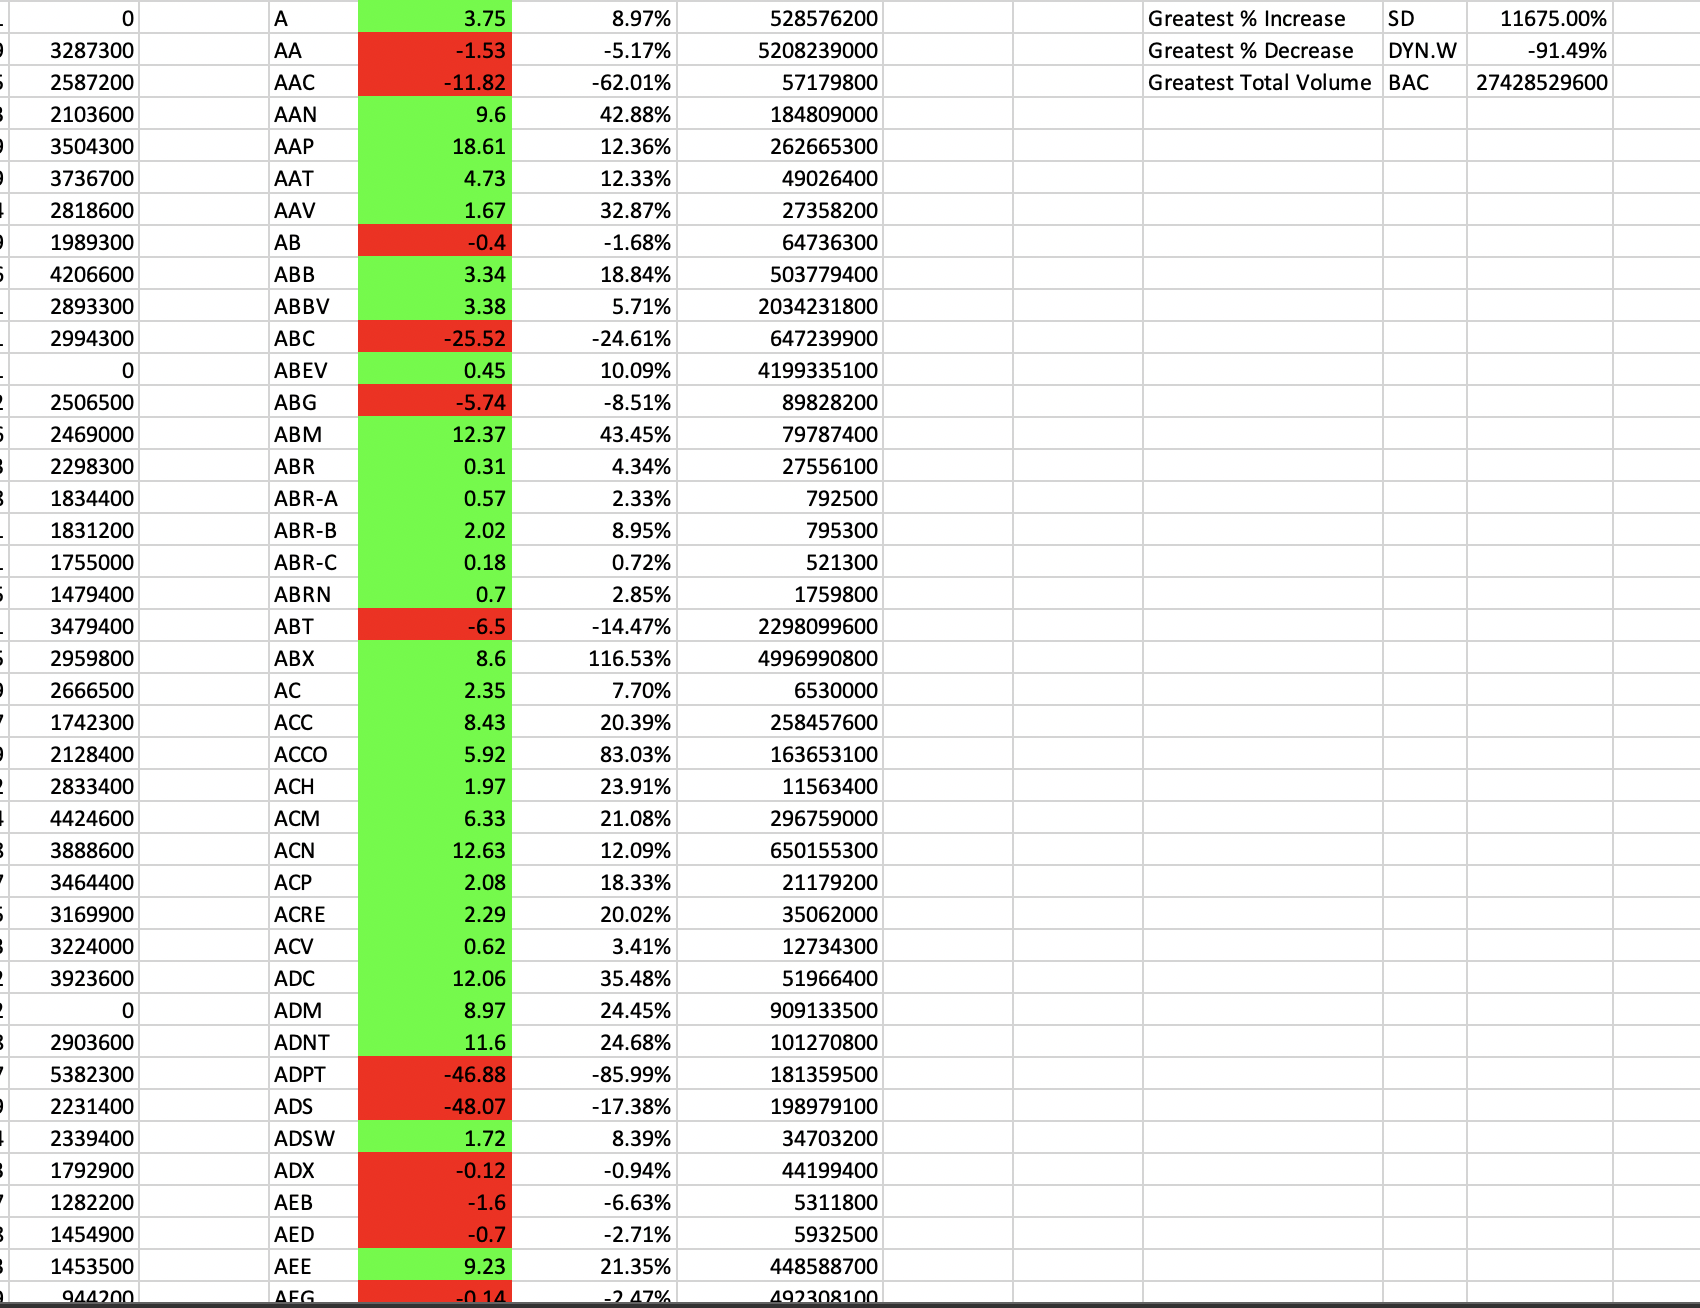 0 A 3.75 8.97% 528576200 Greatest % Increase SD 11675.00%
3287300 AA -1.53 -5.17% 5208239000 Greatest % Decrease DYN.W -91.49%
2587200 AAC -11.82 -62.01% 57179800 Greatest Total Volume BAC 27428529600
2103600 AAN 9.6 42.88% 184809000
3504300 AAP 18.61 12.36% 262665300
3736700 AAT 4.73 12.33% 49026400
2818600 AAV 1.67 32.87% 27358200
1989300 AB -0.4 -1.68% 64736300
4206600 ABB 3.34 18.84% 503779400
2893300 ABBV 3.38 5.71% 2034231800
2994300 ABC -25.52 -24.61% 647239900
0 ABEV 0.45 10.09% 4199335100
2506500 ABG -5.74 -8.51% 89828200
2469000 ABM 12.37 43.45% 79787400
2298300 ABR 0.31 4.34% 27556100
1834400 ABR-A 0.57 2.33% 792500
1831200 ABR-B 2.02 8.95% 795300
1755000 ABR-C 0.18 0.72% 521300
1479400 ABRN 0.7 2.85% 1759800
3479400 ABT -6.5 -14.47% 2298099600
2959800 ABX 8.6 116.53% 4996990800
2666500 AC 2.35 7.70% 6530000
1742300 ACC 8.43 20.39% 258457600
2128400 ACCO 5.92 83.03% 163653100
2833400 ACH 1.97 23.91% 11563400
4424600 ACM 6.33 21.08% 296759000
3888600 ACN 12.63 12.09% 650155300
3464400 ACP 2.08 18.33% 21179200
3169900 ACRE 2.29 20.02% 35062000
3224000 ACV 0.62 3.41% 12734300
3923600 ADC 12.06 35.48% 51966400
0 ADM 8.97 24.45% 909133500
2903600 ADNT 11.6 24.68% 101270800
5382300 ADPT -46.88 -85.99% 181359500
2231400 ADS -48.07 -17.38% 198979100
2339400 ADSW 1.72 8.39% 34703200
1792900 ADX -0.12 -0.94% 44199400
1282200 AEB -1.6 -6.63% 5311800
1454900 AED -0.7 -2.71% 5932500
1453500 AEE 9.23 21.35% 448588700
944200 AEG -0.14 -2.47% 492308100